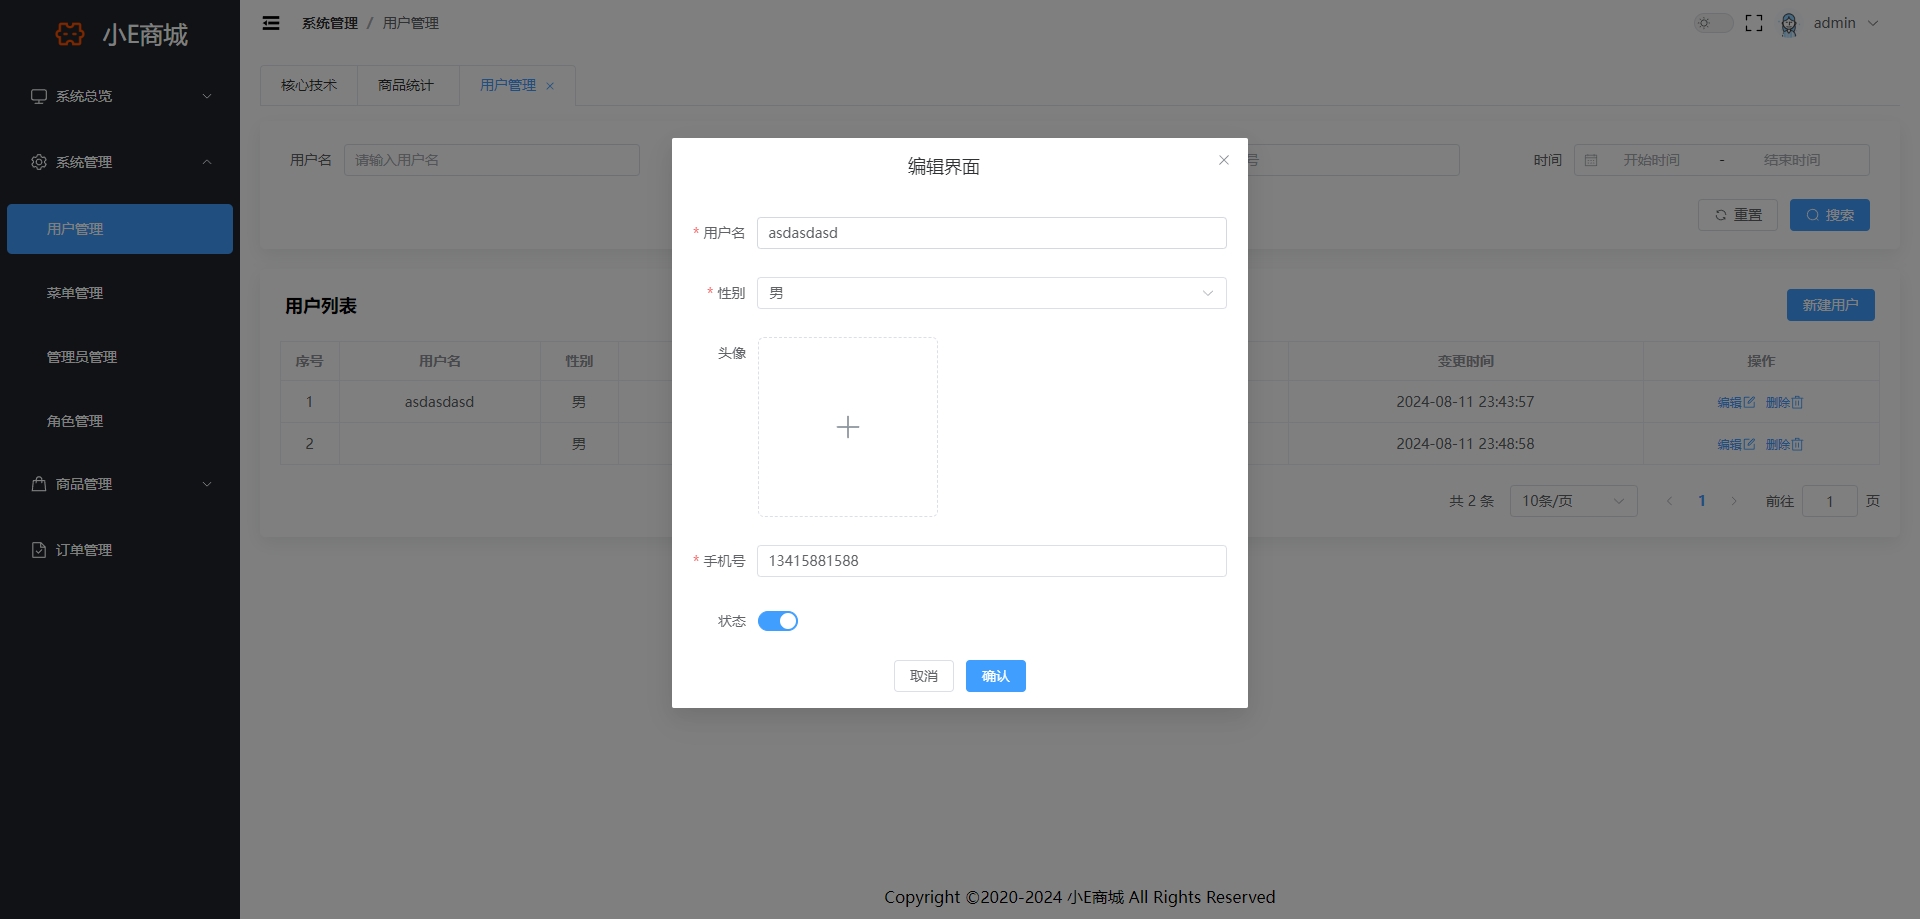 小E商城
系统总览
系统管理
用户管理
菜单管理
管理员管理
角色管理
商品管理
订单管理
系统管理 / 用户管理
admin
核心技术
商品统计
用户管理
用户名
请输入用户名
号
时间
开始时间 - 结束时间
重置
搜索
用户列表
新建用户
序号 用户名 性别 变更时间 操作
1 asdasdasd 男 2024-08-11 23:43:57 编辑 删除
2 男 2024-08-11 23:48:58 编辑 删除
共 2 条 10条/页 1 前往 1 页
编辑界面
* 用户名 asdasdasd
* 性别 男
头像
* 手机号 13415881588
状态
取消 确认
Copyright ©2020-2024 小E商城 All Rights Reserved